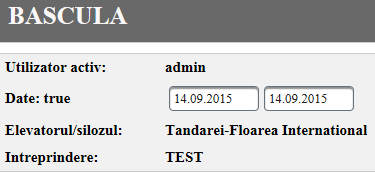 BASCULA
Utilizator activ: admin
Date: true 14.09.2015 14.09.2015
Elevatorul/silozul: Tandarei-Floarea International
Intreprindere: TEST